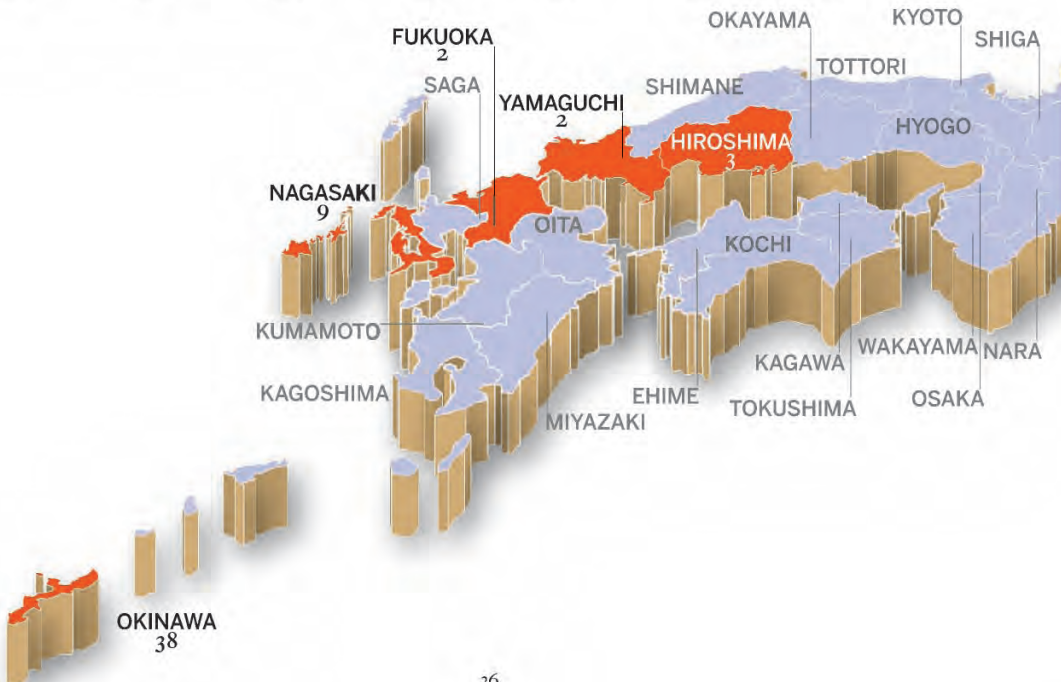 OKAYAMA
KYOTO
SHIGA
FUKUOKA
2
TOTTORI
SAGA
SHIMANE
YAMAGUCHI
2
HYOGO
HIROSHIMA
3
NAGASAKI
9
OITA
KOCHI
KUMAMOTO
KAGAWA
WAKAYAMA
NARA
KAGOSHIMA
EHIME
TOKUSHIMA
OSAKA
MIYAZAKI
OKINAWA
38
26